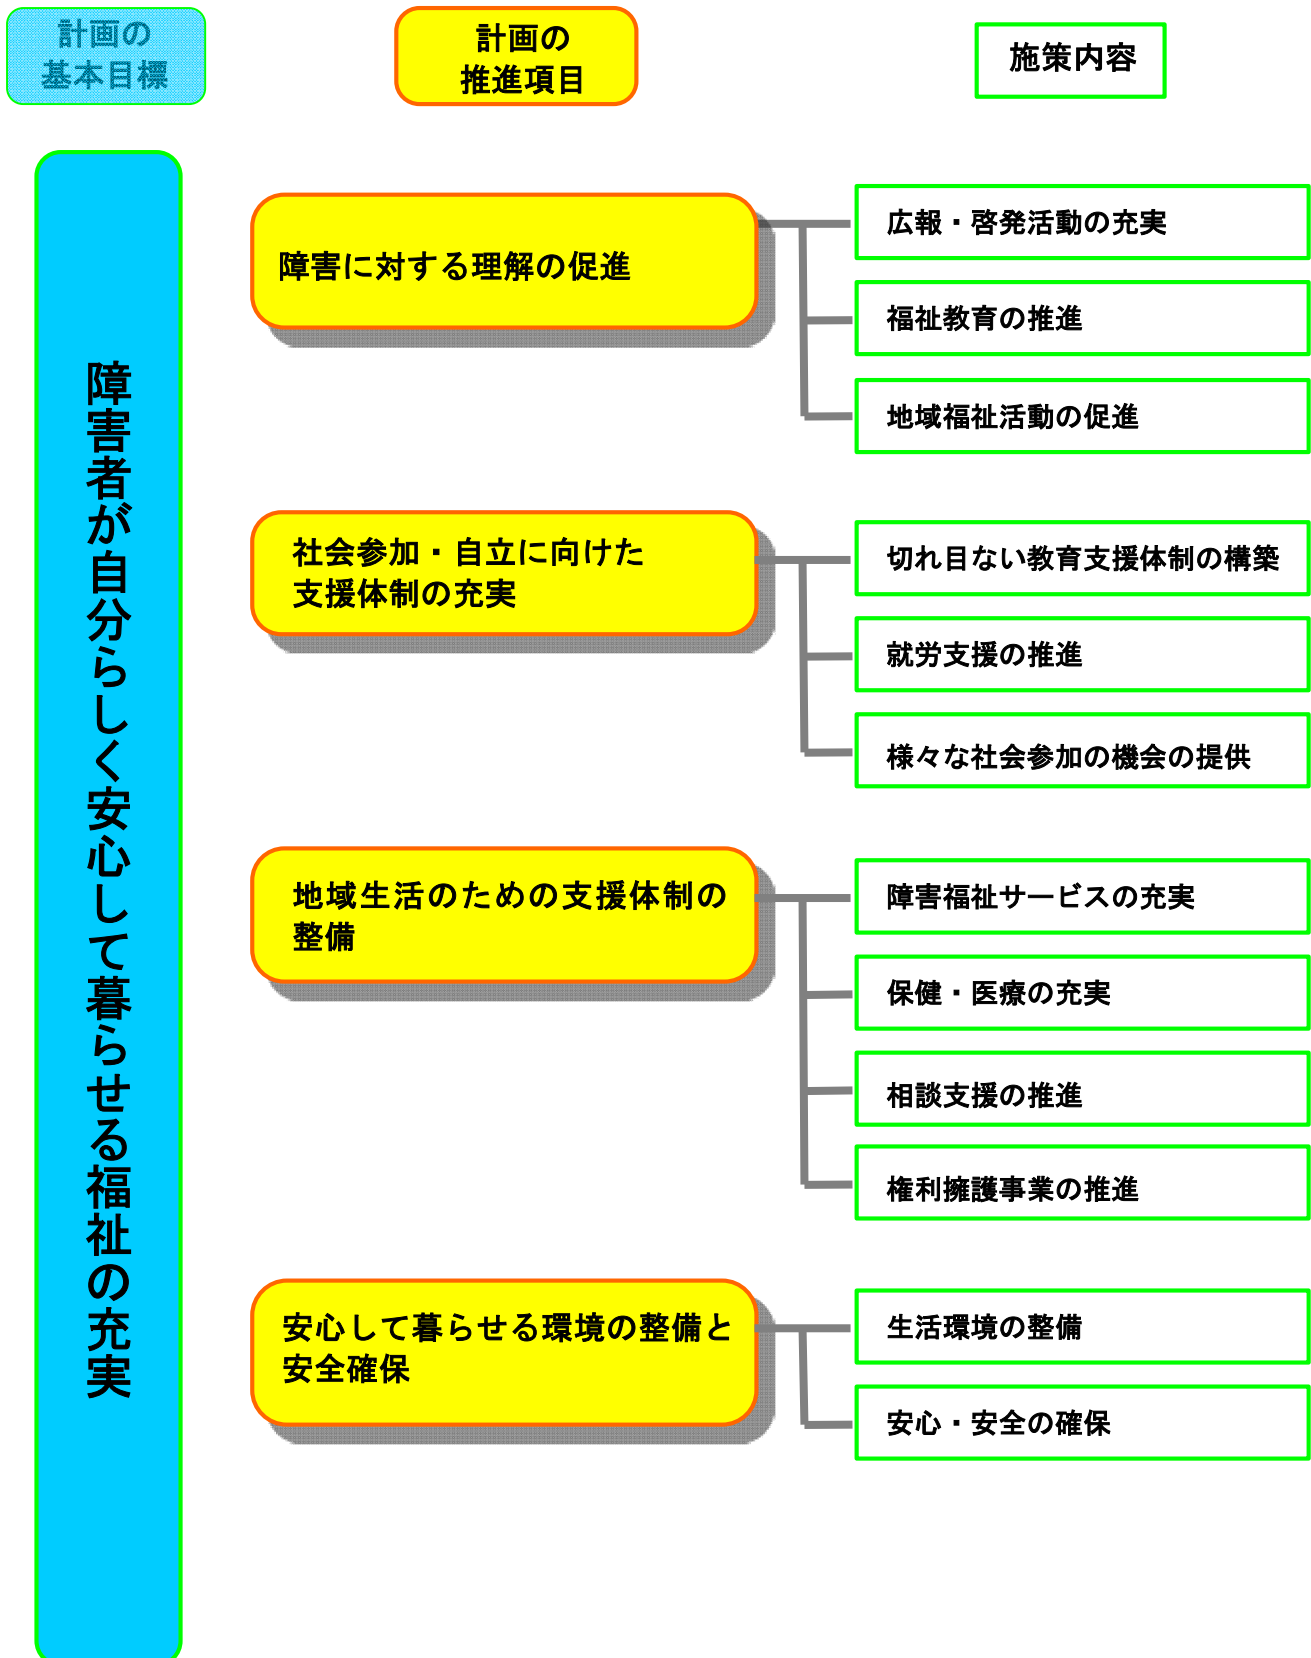 計画の
基本目標
計画の
推進項目
施策内容
障害者が自分らしく安心して暮らせる福祉の充実
障害に対する理解の促進
広報・啓発活動の充実
福祉教育の推進
地域福祉活動の促進
社会参加・自立に向けた
支援体制の充実
切れ目ない教育支援体制の構築
就労支援の推進
様々な社会参加の機会の提供
地域生活のための支援体制の
整備
障害福祉サービスの充実
保健・医療の充実
相談支援の推進
権利擁護事業の推進
安心して暮らせる環境の整備と
安全確保
生活環境の整備
安心・安全の確保